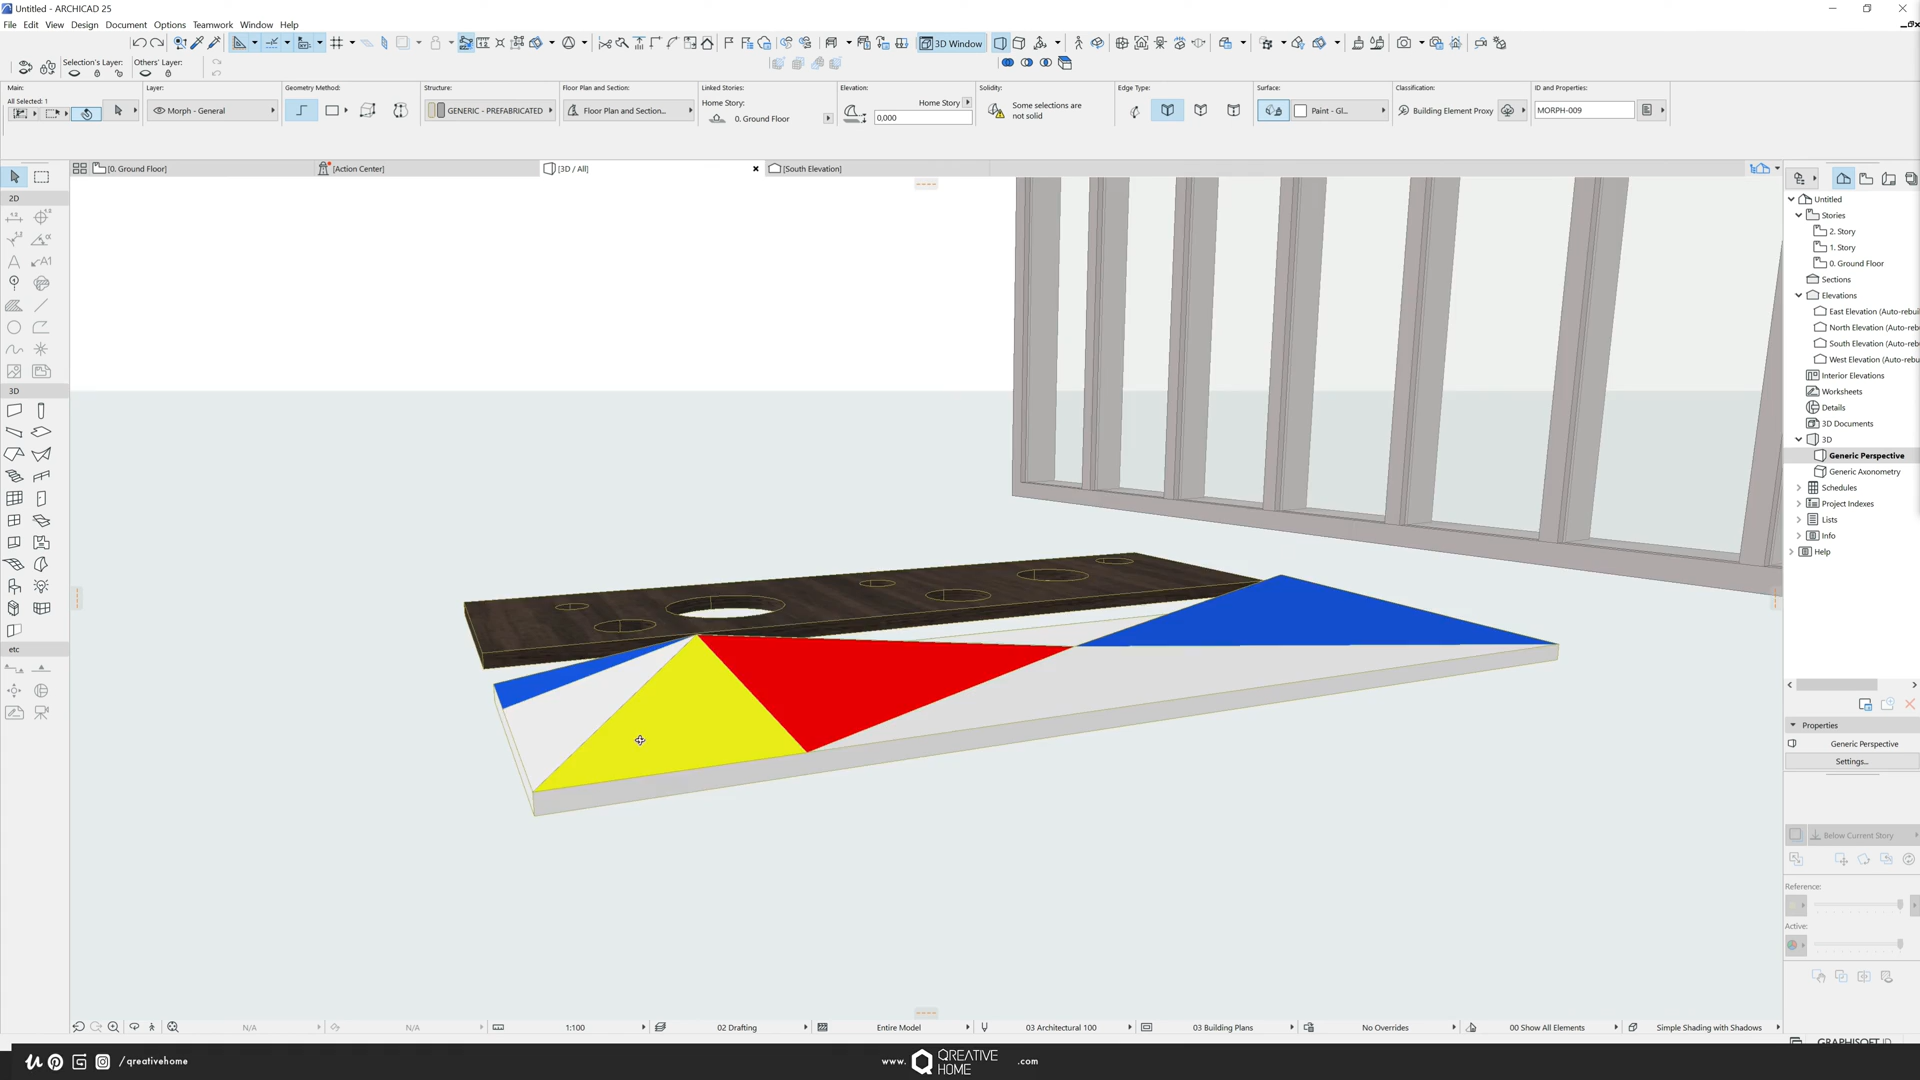 Untitled - ARCHICAD 25
File Edit View Design Document Options Teamwork Window Help
3D Window
Selection's Layer: Others' Layer:
Main: Layer: Geometry Method: Structure: Floor Plan and Section: Linked Stories: Elevation: Solidity: Edge Type: Surface: Classification: ID and Properties:
All Selected: 1
Home Story: Home Story
Some selections are not solid
Morph - General GENERIC - PREFABRICATED Floor Plan and Section... 0. Ground Floor 0,000 Paint - Gl... Building Element Proxy MORPH-009
[0. Ground Floor] [Action Center] [3D / All] [South Elevation]
2D
A A1
3D
etc
Untitled
Stories
2. Story
1. Story
0. Ground Floor
Sections
Elevations
East Elevation (Auto-rebui
North Elevation (Auto-reb
South Elevation (Auto-reb
West Elevation (Auto-rebu
Interior Elevations
Worksheets
Details
3D Documents
3D
Generic Perspective
Generic Axonometry
Schedules
Project Indexes
Lists
Info
Help
Properties
Generic Perspective
Settings...
Below Current Story
Reference:
Active:
N/A N/A 1:100 02 Drafting Entire Model 03 Architectural 100 03 Building Plans No Overrides 00 Show All Elements Simple Shading with Shadows
GRAPHISOFT ID
/qreativehome
www. QREATIVE HOME .com